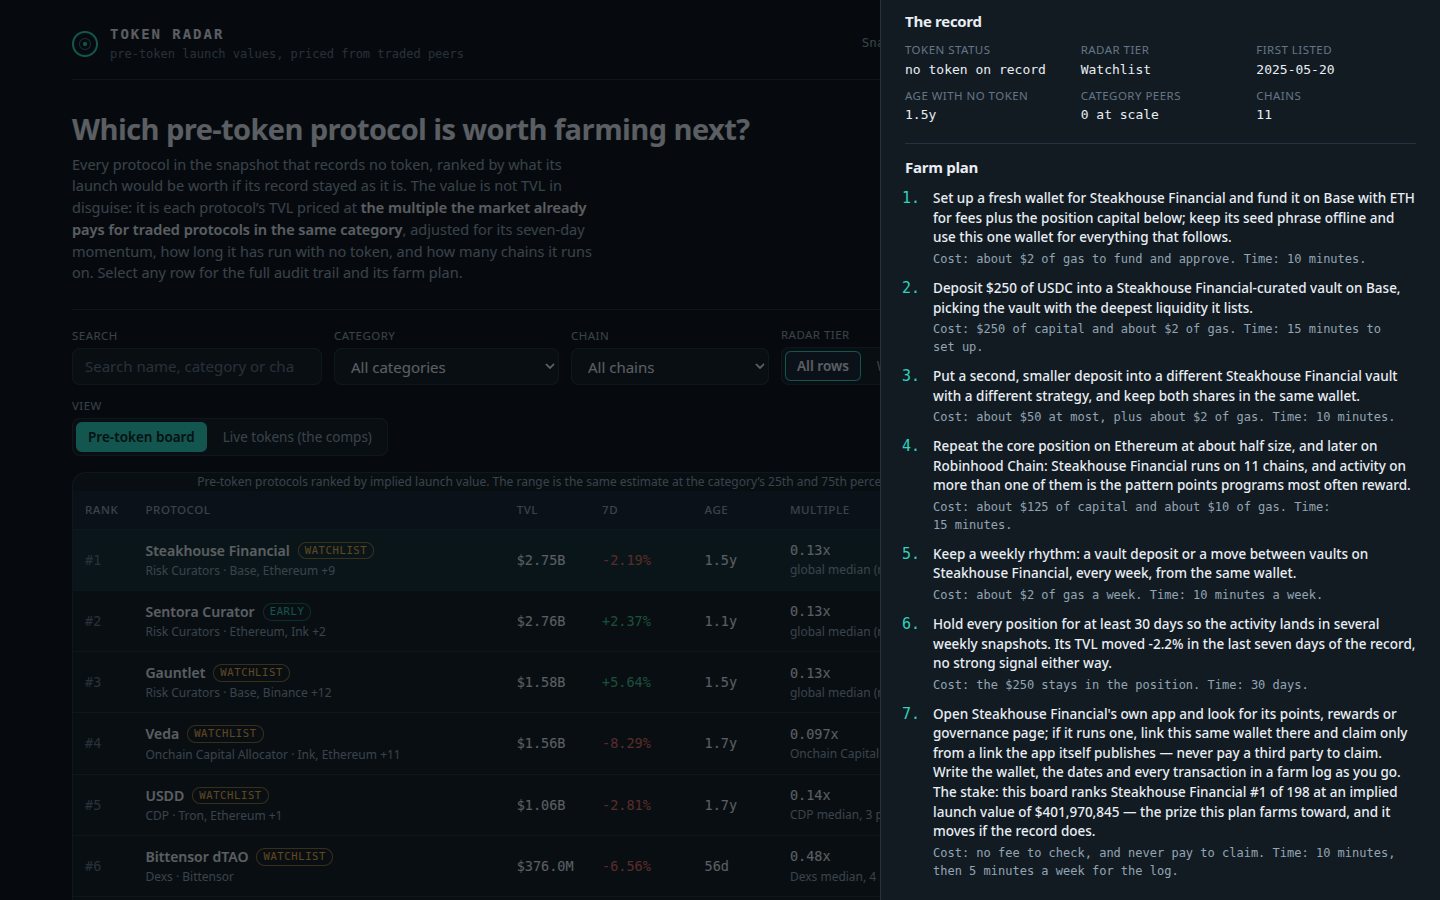 TOKEN RADAR
pre-token launch values, priced from traded peers
Which pre-token protocol is worth farming next?
Every protocol in the snapshot that records no token, ranked by what its
launch would be worth if its record stayed as it is. The value is not TVL in
disguise: it is each protocol's TVL priced at the multiple the market already
pays for traded protocols in the same category, adjusted for its seven-day
momentum, how long it has run with no token, and how many chains it runs
on. Select any row for the full audit trail and its farm plan.
SEARCH
CATEGORY
CHAIN
RADAR TIER
Search name, category or cha
All categories
All chains
All rows
VIEW
Pre-token board
Live tokens (the comps)
Pre-token protocols ranked by implied launch value. The range is the same estimate at the category's 25th and 75th
RANK PROTOCOL TVL 7D AGE MULTIPLE
#1 Steakhouse Financial WATCHLIST $2.75B -2.19% 1.5y 0.13x
Risk Curators · Base, Ethereum +9 global median
#2 Sentora Curator EARLY $2.76B +2.37% 1.1y 0.13x
Risk Curators · Ethereum, Ink +2 global median
#3 Gauntlet WATCHLIST $1.58B +5.64% 1.5y 0.13x
Risk Curators · Base, Binance +12 global median
#4 Veda WATCHLIST $1.56B -8.29% 1.7y 0.097x
Onchain Capital Allocator · Ink, Ethereum +11 Onchain Capital
#5 USDD WATCHLIST $1.06B -2.81% 1.7y 0.14x
CDP · Tron, Ethereum +1 CDP median, 3
#6 Bittensor dTAO WATCHLIST $376.0M -6.56% 56d 0.48x
Dexs · Bittensor Dexs median, 4
The record
TOKEN STATUS RADAR TIER FIRST LISTED
no token on record Watchlist 2025-05-20
AGE WITH NO TOKEN CATEGORY PEERS CHAINS
1.5y 0 at scale 11
Farm plan
1. Set up a fresh wallet for Steakhouse Financial and fund it on Base with ETH
for fees plus the position capital below; keep its seed phrase offline and
use this one wallet for everything that follows.
Cost: about $2 of gas to fund and approve. Time: 10 minutes.
2. Deposit $250 of USDC into a Steakhouse Financial-curated vault on Base,
picking the vault with the deepest liquidity it lists.
Cost: $250 of capital and about $2 of gas. Time: 15 minutes to
set up.
3. Put a second, smaller deposit into a different Steakhouse Financial vault
with a different strategy, and keep both shares in the same wallet.
Cost: about $50 at most, plus about $2 of gas. Time: 10 minutes.
4. Repeat the core position on Ethereum at about half size, and later on
Robinhood Chain: Steakhouse Financial runs on 11 chains, and activity on
more than one of them is the pattern points programs most often reward.
Cost: about $125 of capital and about $10 of gas. Time:
15 minutes.
5. Keep a weekly rhythm: a vault deposit or a move between vaults on
Steakhouse Financial, every week, from the same wallet.
Cost: about $2 of gas a week. Time: 10 minutes a week.
6. Hold every position for at least 30 days so the activity lands in several
weekly snapshots. Its TVL moved -2.2% in the last seven days of the record,
no strong signal either way.
Cost: the $250 stays in the position. Time: 30 days.
7. Open Steakhouse Financial's own app and look for its points, rewards or
governance page; if it runs one, link this same wallet there and claim only
from a link the app itself publishes — never pay a third party to claim.
Write the wallet, the dates and every transaction in a farm log as you go.
The stake: this board ranks Steakhouse Financial #1 of 198 at an implied
launch value of $401,970,845 — the prize this plan farms toward, and it
moves if the record does.
Cost: no fee to check, and never pay to claim. Time: 10 minutes,
then 5 minutes a week for the log.